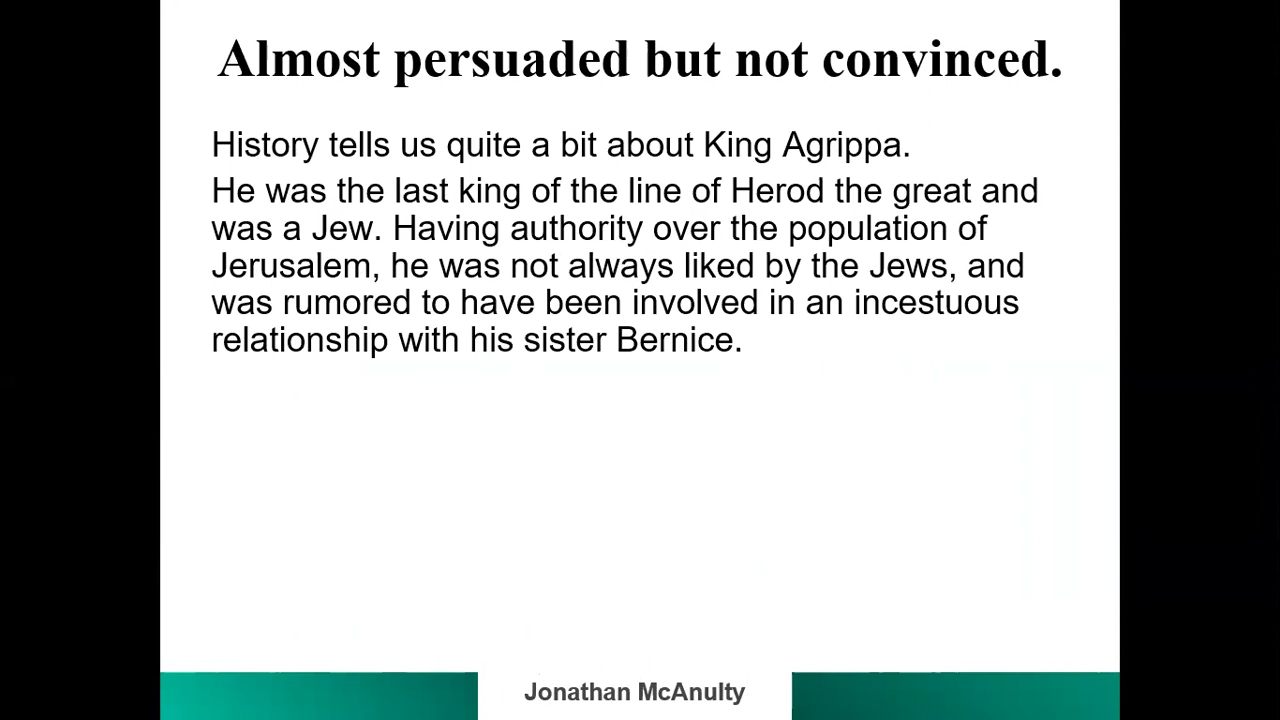 Almost persuaded but not convinced.
History tells us quite a bit about King Agrippa.
He was the last king of the line of Herod the great and
was a Jew. Having authority over the population of
Jerusalem, he was not always liked by the Jews, and
was rumored to have been involved in an incestuous
relationship with his sister Bernice.
Jonathan McAnulty